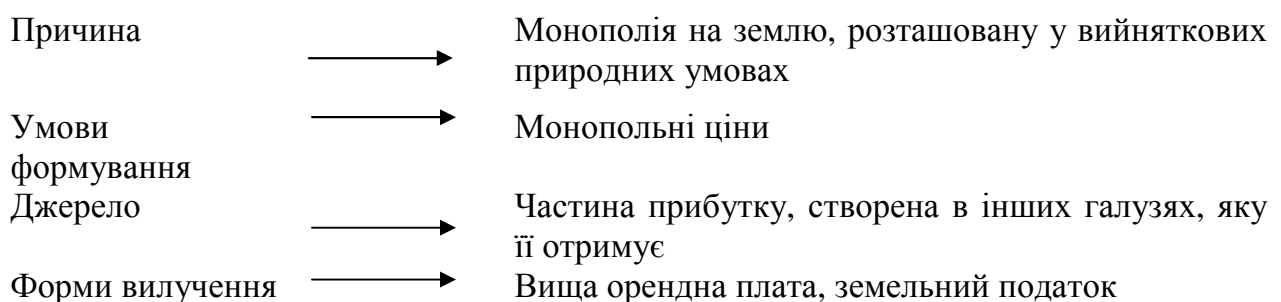 Причина
Монополія на землю, розташовану у вийняткових
природних умовах
Умови
формування
Монопольні ціни
Джерело
Частина прибутку, створена в інших галузях, яку
її отримує
Форми вилучення
Вища орендна плата, земельний податок